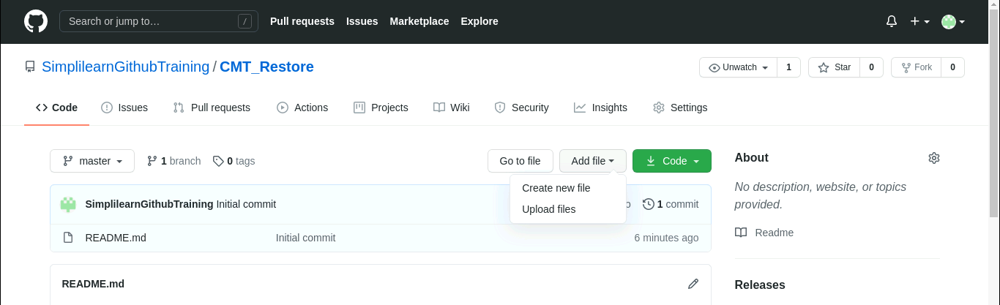 Search or jump to… / Pull requests Issues Marketplace Explore
SimplilearnGithubTraining / CMT_Restore Unwatch 1 Star 0 Fork 0
Code Issues Pull requests Actions Projects Wiki Security Insights Settings
master 1 branch 0 tags Go to file Add file Code
Create new file
Upload files
SimplilearnGithubTraining Initial commit 1 commit
README.md Initial commit 6 minutes ago
README.md
About
No description, website, or topics
provided.
Readme
Releases